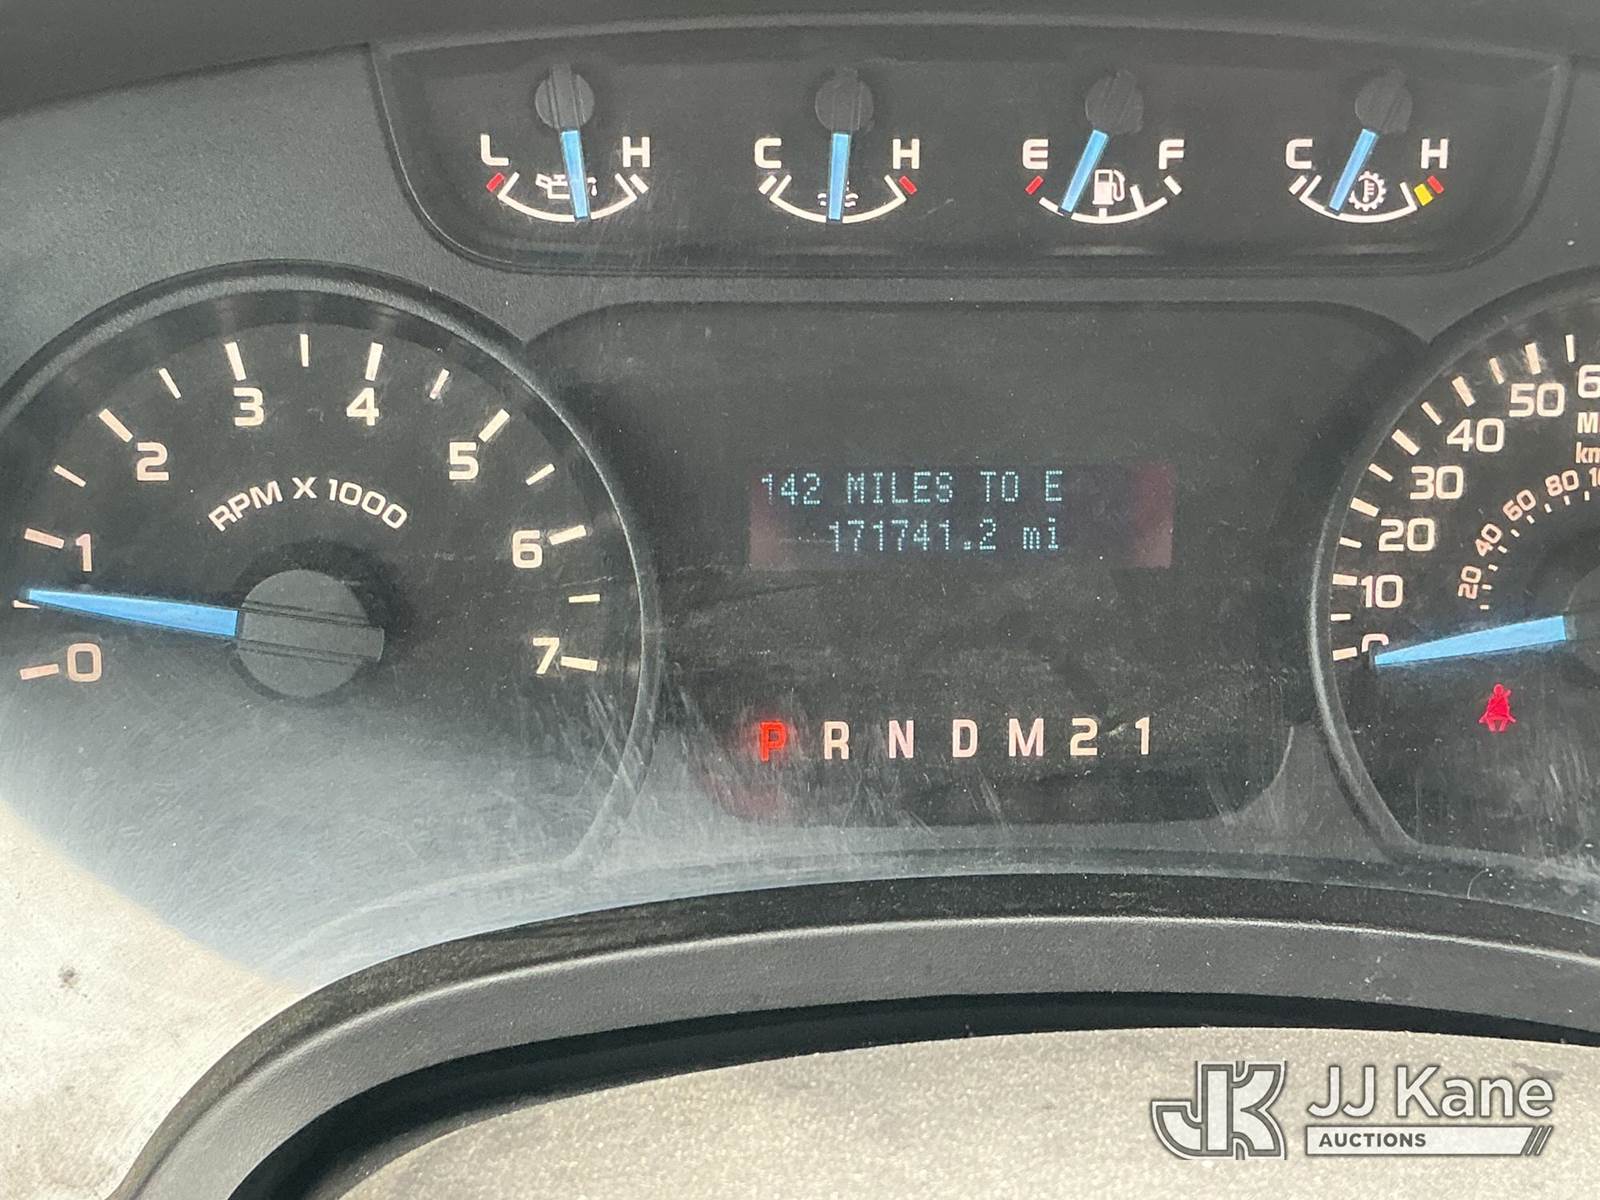 L H C H E F C H
0 1 2 3 4 5 6 7
RPM X 1000
142 MILES TO E
171741.2 mi
P R N D M 2 1
0 10 20 30 40 50
20 40 60 80
JK JJ Kane
AUCTIONS